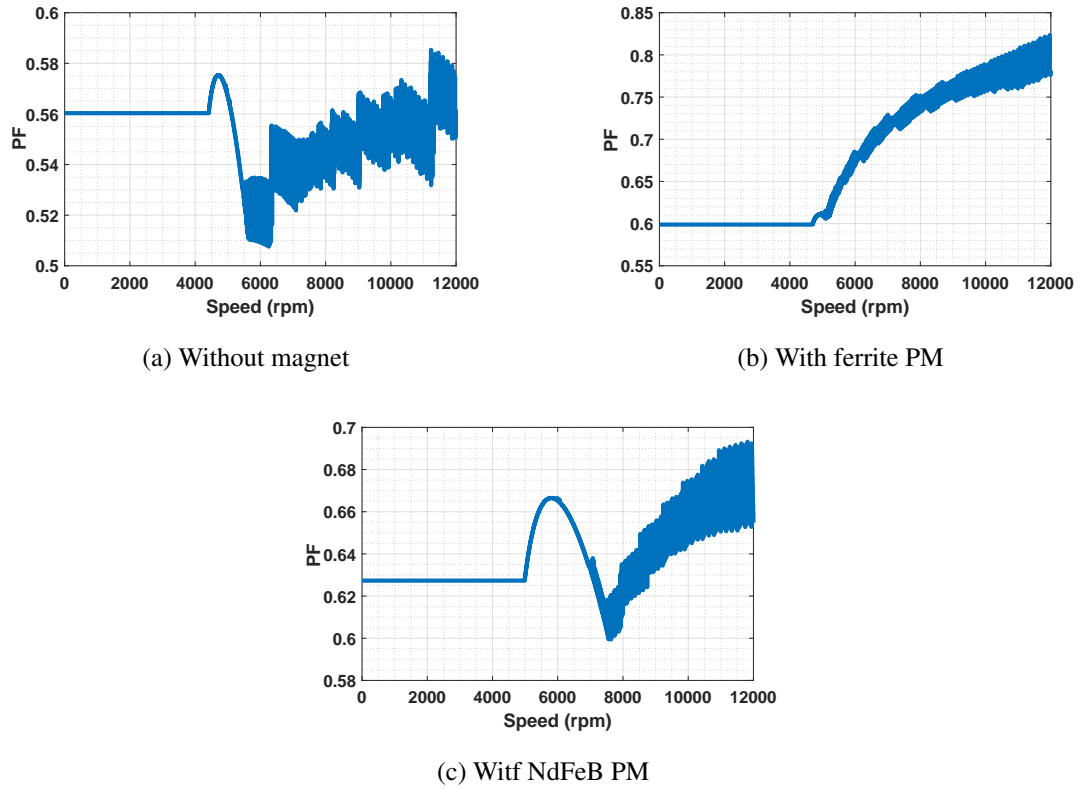 0.6
0.58
0.56
0.54
0.52
0.5
PF
0 2000 4000 6000 8000 10000 12000
Speed (rpm)
(a) Without magnet
0.85
0.8
0.75
0.7
0.65
0.6
0.55
PF
0 2000 4000 6000 8000 10000 12000
Speed (rpm)
(b) With ferrite PM
0.7
0.68
0.66
0.64
0.62
0.6
0.58
PF
0 2000 4000 6000 8000 10000 12000
Speed (rpm)
(c) Witf NdFeB PM